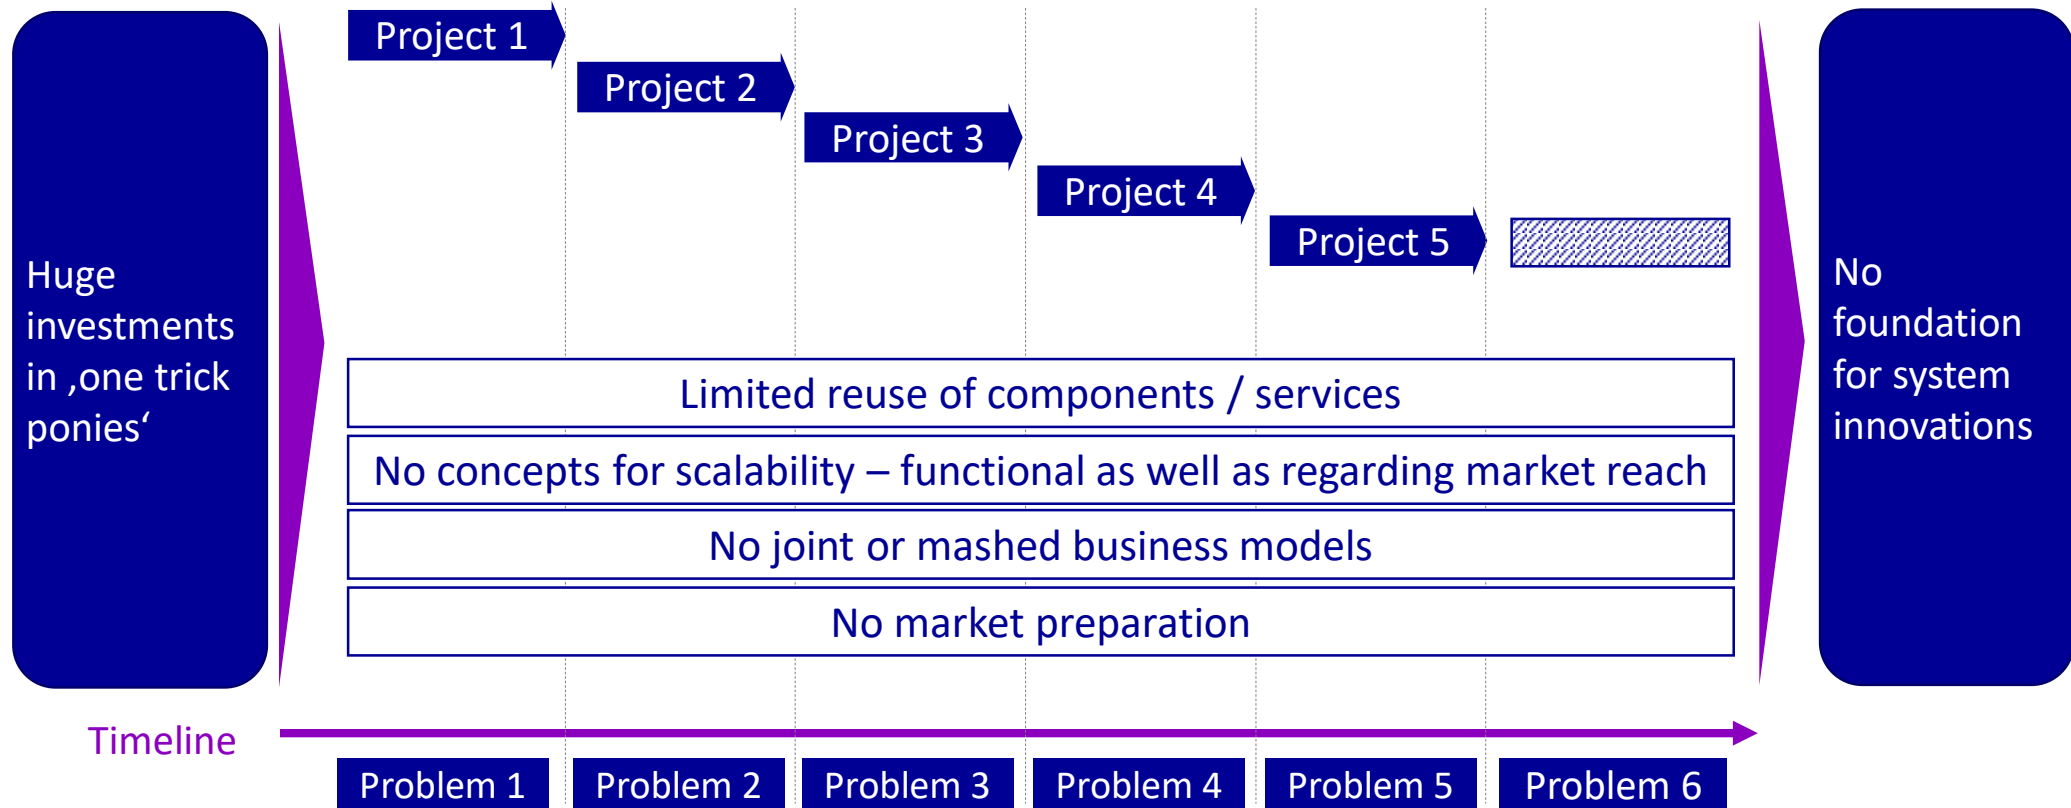 Huge
investments
in ‚one trick
ponies‘
Project 1
Project 2
Project 3
Project 4
Project 5
Limited reuse of components / services
No concepts for scalability – functional as well as regarding market reach
No joint or mashed business models
No market preparation
No
foundation
for system
innovations
Timeline
Problem 1
Problem 2
Problem 3
Problem 4
Problem 5
Problem 6